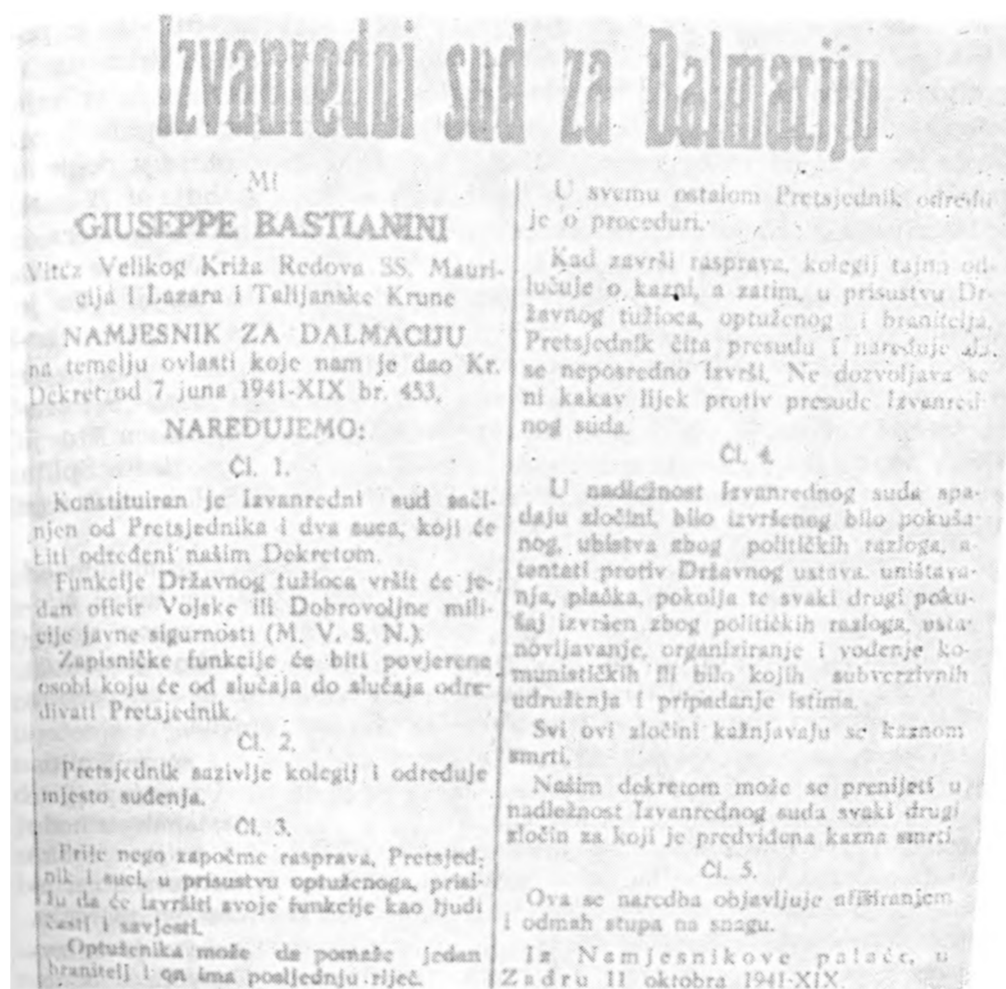 Izvanredni sud za Dalmaciju
Mi
GIUSEPPE BASTIANINI
Vitez Velikog Križa Redova SS. Mauri-
cija i Lazara i Talijanske Krune
NAMJESNIK ZA DALMACIJU
na temelju ovlasti koje nam je dao Kr.
Dekret od 7 juna 1941-XIX br. 453,
NAREĐUJEMO:
Čl. 1.
Konstituiran je Izvanredni sud sači-
njen od Pretsjednika i dva suca, koji će
biti određeni našim Dekretom.
Funkcije Državnog tužioca vršit će je-
dan oficir Vojske ili Dobrovoljne mili-
cije javne sigurnosti (M. V. S. N.).
Zapisničke funkcije će biti povjerene
osobi koju će od slučaja do slučaja odre-
đivati Pretsjednik.
Čl. 2.
Pretsjednik sazivlje kolegij i određuje
mjesto suđenja.
Čl. 3.
Prije nego započme rasprava, Pretsjed-
nik i suci, u prisustvu optuženoga, prisi-
žu da će izvršiti svoje funkcije kao ljudi
časti i savjesti.
Optuženika može da pomaže jedan
branitelj i on ima posljednju riječ.
U svemu ostalom Pretsjednik određu
je o proceduri.
Kad završi rasprava, kolegij tajno od-
lučuje o kazni, a zatim, u prisustvu Dr-
žavnog tužioca, optuženog i branitelja,
Pretsjednik čita presudu i naređuje da
se neposredno izvrši. Ne dozvoljava se
ni kakav lijek protiv presude Izvanred-
nog suda.
Čl. 4.
U nadležnost Izvanrednog suda spa-
daju zločini, bilo izvršenog bilo pokuša-
nog, ubistva zbog političkih razloga, a-
tentati protiv Državnog ustava, uništava-
nja, pljačka, pokolja te svaki drugi poku-
šaj izvršen zbog političkih razloga, usta-
novljavanje, organiziranje i vođenje ko-
munističkih ili bilo kojih subverzivnih
udruženja i pripadanje istima.
Svi ovi zločini kažnjavaju se kaznom
smrti.
Našim dekretom može se prenijeti u
nadležnost Izvanrednog suda svaki drugi
zločin za koji je predviđena kazna smrti.
Čl. 5.
Ova se naredba objavljuje afiširanjem
i odmah stupa na snagu.
Iz Namjesnikove palače, u
Zadru 11 oktobra 1941-XIX.